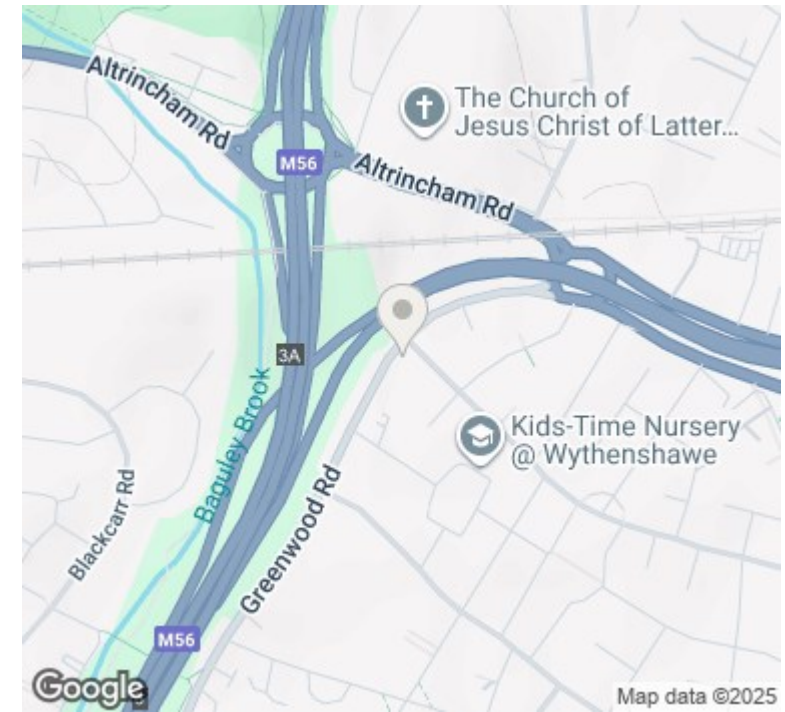 Altrincham Rd
The Church of
Jesus Christ of Latter...
M56
Altrincham Rd
3A
Baguley Brook
Kids-Time Nursery
@ Wythenshawe
Blackcarr Rd
Greenwood Rd
M56
Google
Map data ©2025